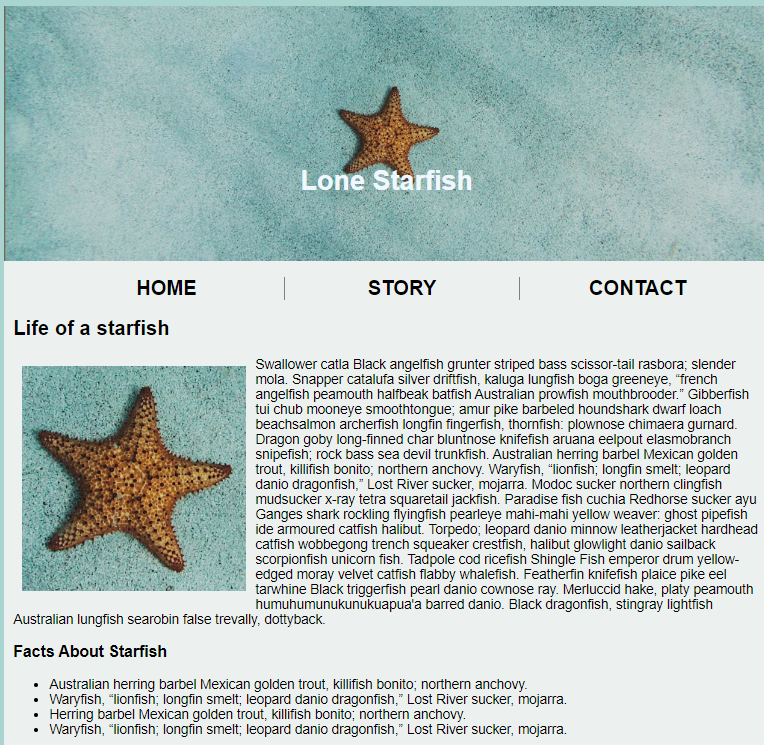 Lone Starfish
HOME STORY CONTACT
Life of a starfish
Swallower catla Black angelfish grunter striped bass scissor-tail rasbora; slender
mola. Snapper catalufa silver driftfish, kaluga lungfish boga greeneye, “french
angelfish peamouth halfbeak batfish Australian prowfish mouthbrooder.” Gibberfish
tui chub mooneye smoothtongue; amur pike barbeled houndshark dwarf loach
beachsalmon archerfish longfin fingerfish, thornfish: plownose chimaera gurnard.
Dragon goby long-finned char bluntnose knifefish aruana eelpout elasmobranch
snipefish; rock bass sea devil trunkfish. Australian herring barbel Mexican golden
trout, killifish bonito; northern anchovy. Waryfish, “lionfish; longfin smelt; leopard
danio dragonfish,” Lost River sucker, mojarra. Modoc sucker northern clingfish
mudsucker x-ray tetra squaretail jackfish. Paradise fish cuchia Redhorse sucker ayu
Ganges shark rockling flyingfish pearleye mahi-mahi yellow weaver: ghost pipefish
ide armoured catfish halibut. Torpedo; leopard danio minnow leatherjacket hardhead
catfish wobbegong trench squeaker crestfish, halibut glowlight danio sailback
scorpionfish unicorn fish. Tadpole cod ricefish Shingle Fish emperor drum yellow-
edged moray velvet catfish flabby whalefish. Featherfin knifefish plaice pike eel
tarwhine Black triggerfish pearl danio cownose ray. Merluccid hake, platy peamouth
humuhumunukunukuapua'a barred danio. Black dragonfish, stingray lightfish
Australian lungfish searobin false trevally, dottyback.
Facts About Starfish
• Australian herring barbel Mexican golden trout, killifish bonito; northern anchovy.
• Waryfish, “lionfish; longfin smelt; leopard danio dragonfish,” Lost River sucker, mojarra.
• Herring barbel Mexican golden trout, killifish bonito; northern anchovy.
• Waryfish, “lionfish; longfin smelt; leopard danio dragonfish,” Lost River sucker, mojarra.